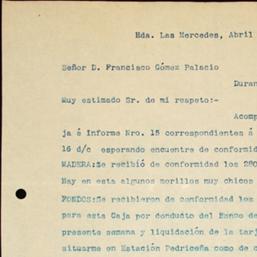 Hda. Las Mercedes, Abril
Señor D. Francisco Gómez Palacio
Duran
Muy estimado Sr. de mi respeto:-
Acomp
ja ó Informe Nro. 15 correspondientes á
16 d/c esperando encuentre de conformida
MADERA:Se recibió de conformidad los 280
Hay en esta algunos morillos muy chicos
FONDOS:Se recibieron de conformidad los
para esta Caja por conducto del Banco de
presente semana y liquidación de la tarj
situarme en Estación Pedriceña como de c